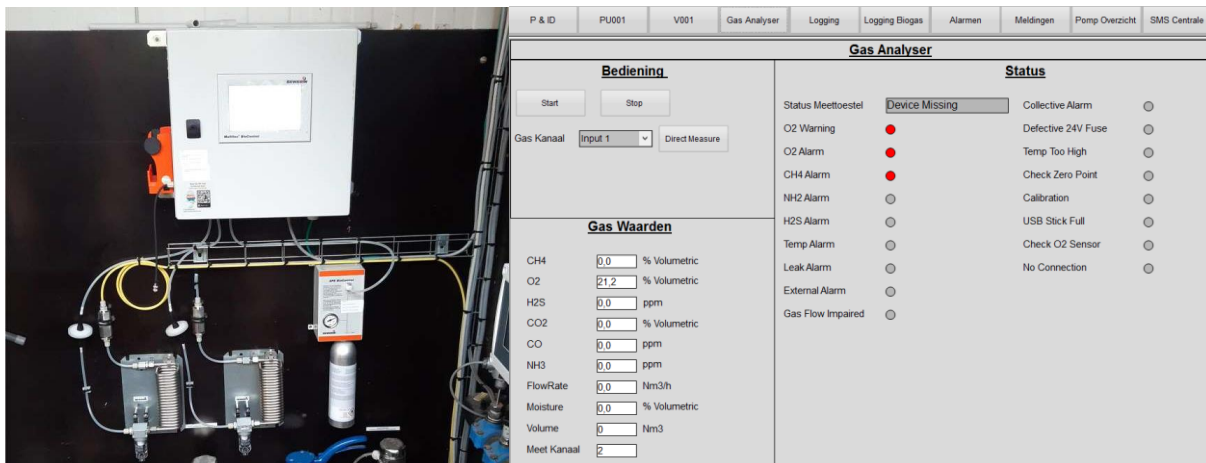 SEWERIN
P & ID PU001 V001 Gas Analyser Logging Logging Biogas Alarmen Meldingen Pomp Overzicht SMS Centrale
Gas Analyser
Bediening
Start Stop
Gas Kanaal Input 1 Direct Measure
Gas Waarden
CH4 0,0 % Volumetric
O2 21,2 % Volumetric
H2S 0,0 ppm
CO2 0,0 % Volumetric
CO 0,0 ppm
NH3 0,0 ppm
FlowRate 0,0 Nm3/h
Moisture 0,0 % Volumetric
Volume 0 Nm3
Meet Kanaal 2
Status
Status Meettoestel Device Missing Collective Alarm
O2 Warning Defective 24V Fuse
O2 Alarm Temp Too High
CH4 Alarm Check Zero Point
NH2 Alarm Calibration
H2S Alarm USB Stick Full
Temp Alarm Check O2 Sensor
Leak Alarm No Connection
External Alarm
Gas Flow Impaired